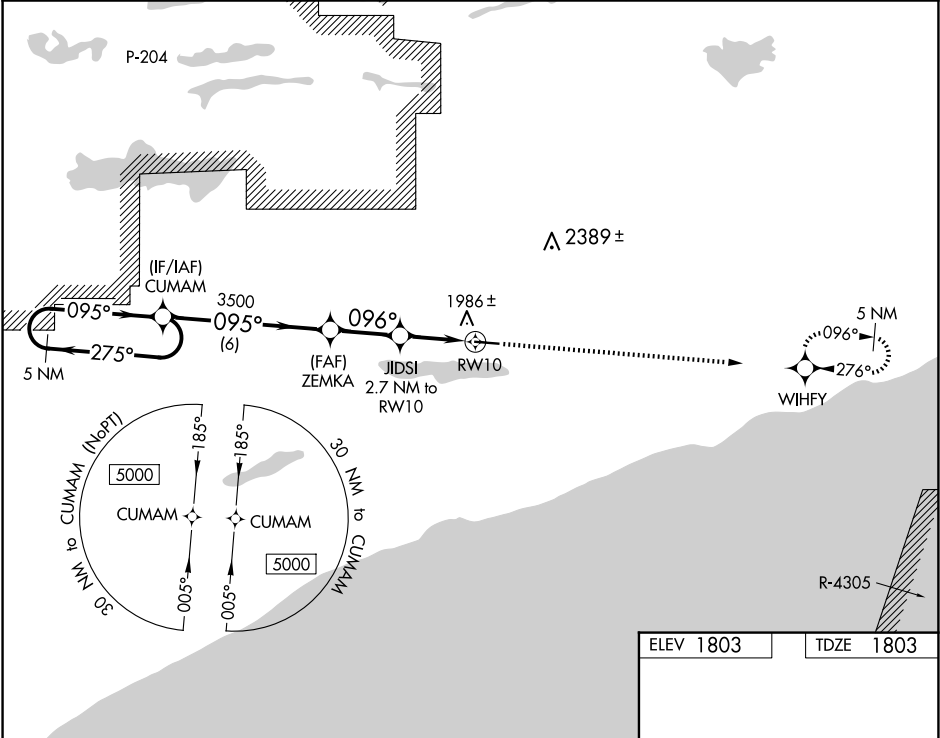 P-204
2389 ±
(IF/IAF)
CUMAM
3500
095°
095°
(6)
096°
1986 ±
5 NM
096°
275°
5 NM
(FAF)
ZEMKA
JIDSI
2.7 NM to
RW10
RW10
276°
WIHFY
30 NM to CUMAM (NoPT)
185°
185°
30 NM to CUMAM
5000
CUMAM
CUMAM
5000
005°
005°
R-4305
ELEV 1803
TDZE 1803